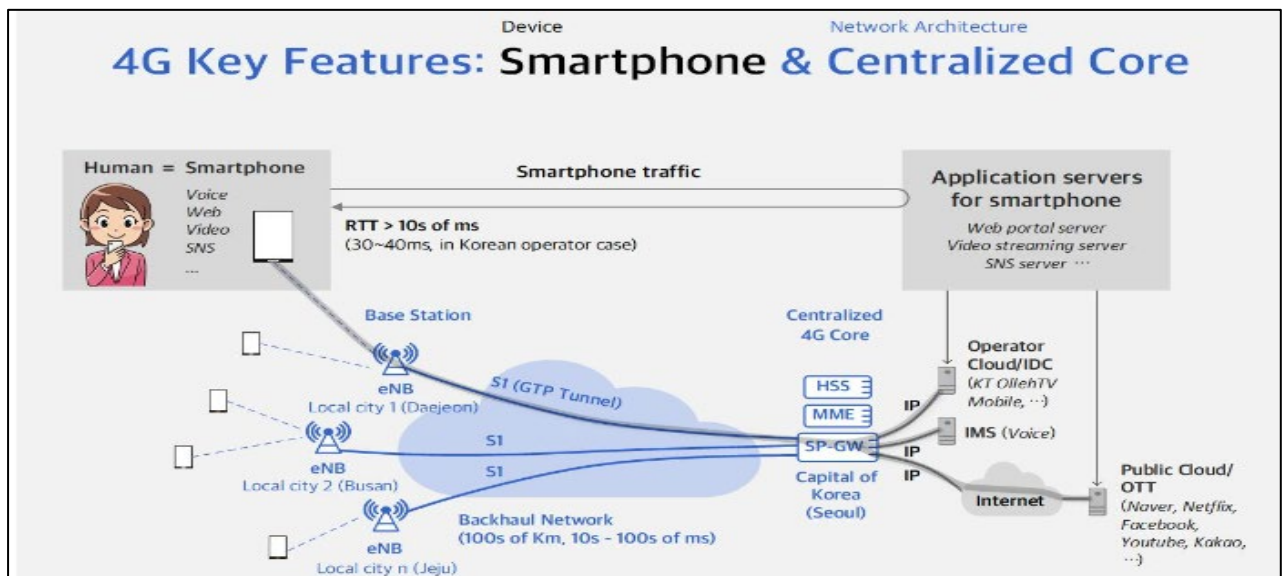 Device
Network Architecture
4G Key Features: Smartphone & Centralized Core
Human = Smartphone
Voice
Web
Video
SNS
...
Smartphone traffic
RTT > 10s of ms
(30~40ms, in Korean operator case)
Application servers
for smartphone
Web portal server
Video streaming server
SNS server ...
Base Station
eNB
Local city 1 (Daejeon)
S1 (GTP Tunnel)
eNB
Local city 2 (Busan)
S1
S1
eNB
Local city n (Jeju)
Backhaul Network
(100s of Km, 10s - 100s of ms)
Centralized
4G Core
HSS
MME
SP-GW
Capital of
Korea
(Seoul)
IP
IP
IP
Operator
Cloud/IDC
(KT OllehTV
Mobile, ...)
IMS (Voice)
Internet
Public Cloud/
OTT
(Naver, Netflix,
Facebook,
Youtube, Kakao,
...)